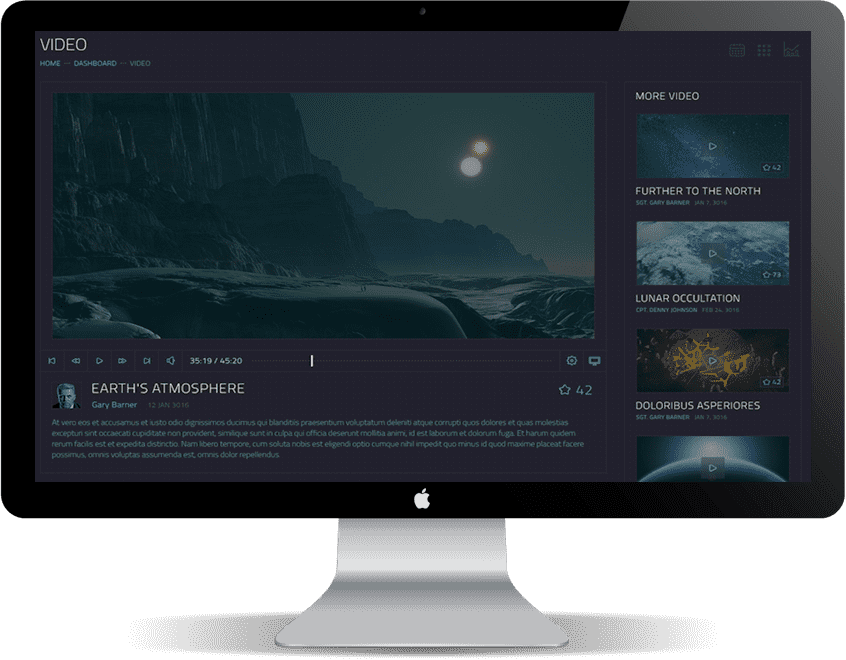 VIDEO
HOME -- DASHBOARD -- VIDEO
35:19 / 45:20
EARTH'S ATMOSPHERE
42
Gary Barner 12 JAN 3016
At vero eos et accusamus et iusto odio dignissimos ducimus qui blanditiis praesentium voluptatum deleniti atque corrupti quos dolores et quas molestias
excepturi sint occaecati cupiditate non provident, similique sunt in culpa qui officia deserunt mollitia animi, id est laborum et dolorum fuga. Et harum quidem
rerum facilis est et expedita distinctio. Nam libero tempore, cum soluta nobis est eligendi optio cumque nihil impedit quo minus id quod maxime placeat facere
possimus, omnis voluptas assumenda est, omnis dolor repellendus.
MORE VIDEO
42
FURTHER TO THE NORTH
SGT. GARY BARNER JAN 7, 3016
73
LUNAR OCCULTATION
CPT. DENNY JOHNSON FEB 24, 3016
42
DOLORIBUS ASPERIORES
SGT. GARY BARNER JAN 7, 3016